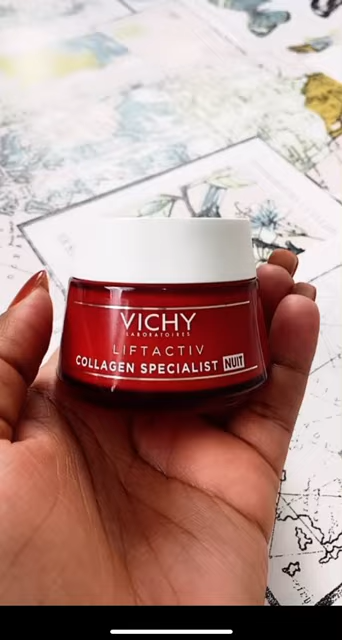 VICHY
LABORATOIRES
LIFTACTIV
COLLAGEN SPECIALIST NUIT